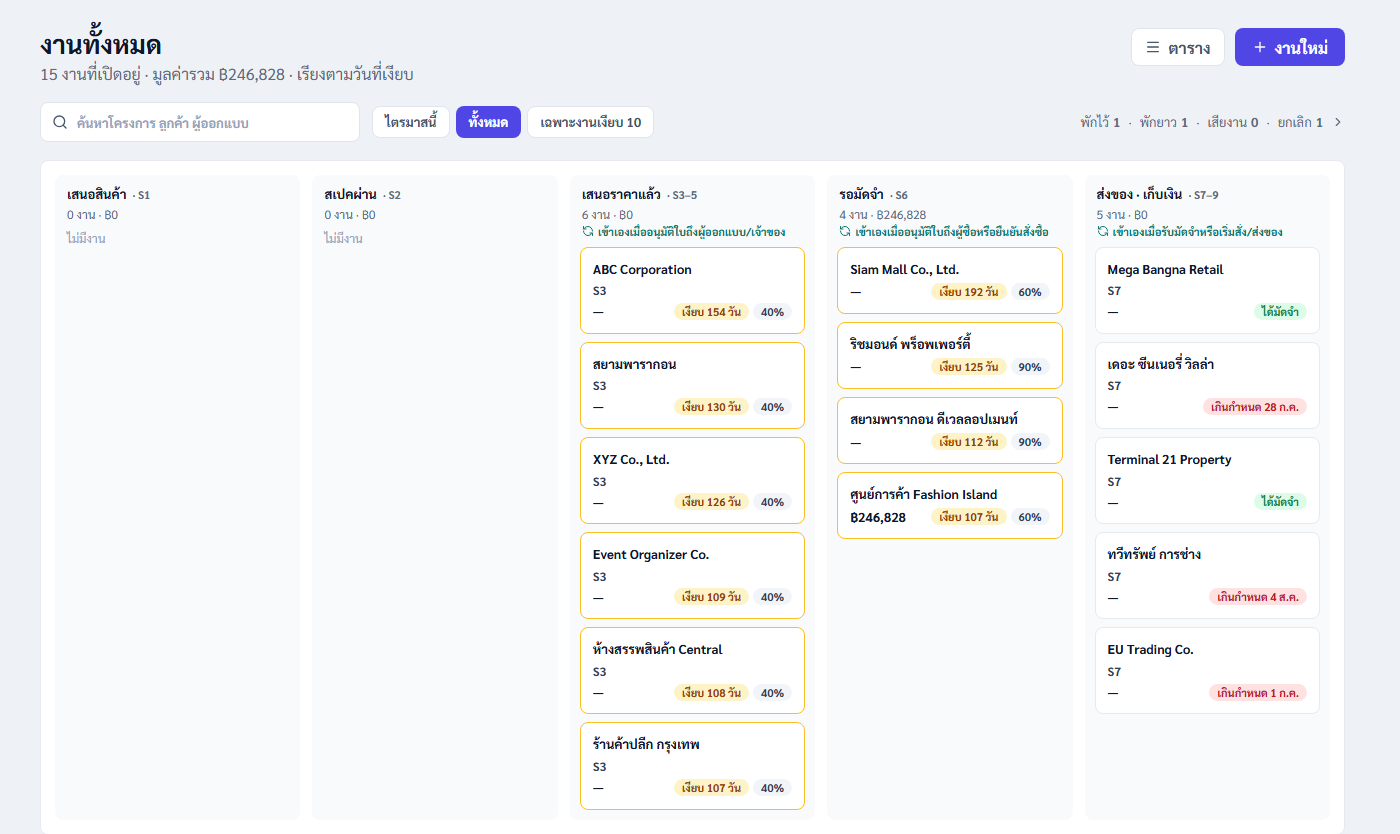 งานทั้งหมด
15 งานที่เปิดอยู่ · มูลค่ารวม ฿246,828 · เรียงตามวันที่เงียบ
ตาราง
+ งานใหม่
ค้นหาโครงการ ลูกค้า ผู้ออกแบบ
ไตรมาสนี้
ทั้งหมด
เฉพาะงานเงียบ 10
พักไว้ 1 · พักยาว 1 · เสียงาน 0 · ยกเลิก 1
เสนอสินค้า · S1
0 งาน · ฿0
ไม่มีงาน
สเปคผ่าน · S2
0 งาน · ฿0
ไม่มีงาน
เสนอราคาแล้ว · S3–5
6 งาน · ฿0
เข้าเองเมื่ออนุมัติใบถึงผู้ออกแบบ/เจ้าของ
ABC Corporation
S3
— เงียบ 154 วัน 40%
สยามพารากอน
S3
— เงียบ 130 วัน 40%
XYZ Co., Ltd.
S3
— เงียบ 126 วัน 40%
Event Organizer Co.
S3
— เงียบ 109 วัน 40%
ห้างสรรพสินค้า Central
S3
— เงียบ 108 วัน 40%
ร้านค้าปลีก กรุงเทพ
S3
— เงียบ 107 วัน 40%
รอมัดจำ · S6
4 งาน · ฿246,828
เข้าเองเมื่ออนุมัติใบถึงผู้ซื้อหรือยืนยันสั่งซื้อ
Siam Mall Co., Ltd.
— เงียบ 192 วัน 60%
ริชมอนด์ พร็อพเพอร์ตี้
— เงียบ 125 วัน 90%
สยามพารากอน ดีเวลลอปเมนท์
— เงียบ 112 วัน 90%
ศูนย์การค้า Fashion Island
฿246,828 เงียบ 107 วัน 60%
ส่งของ · เก็บเงิน · S7–9
5 งาน · ฿0
เข้าเองเมื่อรับมัดจำหรือเริ่มสั่ง/ส่งของ
Mega Bangna Retail
S7
— ได้มัดจำ
เดอะ ซีนเนอรี่ วิลล่า
S7
— เกินกำหนด 28 ก.ค.
Terminal 21 Property
S7
— ได้มัดจำ
ทวีทรัพย์ การช่าง
S7
— เกินกำหนด 4 ส.ค.
EU Trading Co.
S7
— เกินกำหนด 1 ก.ค.